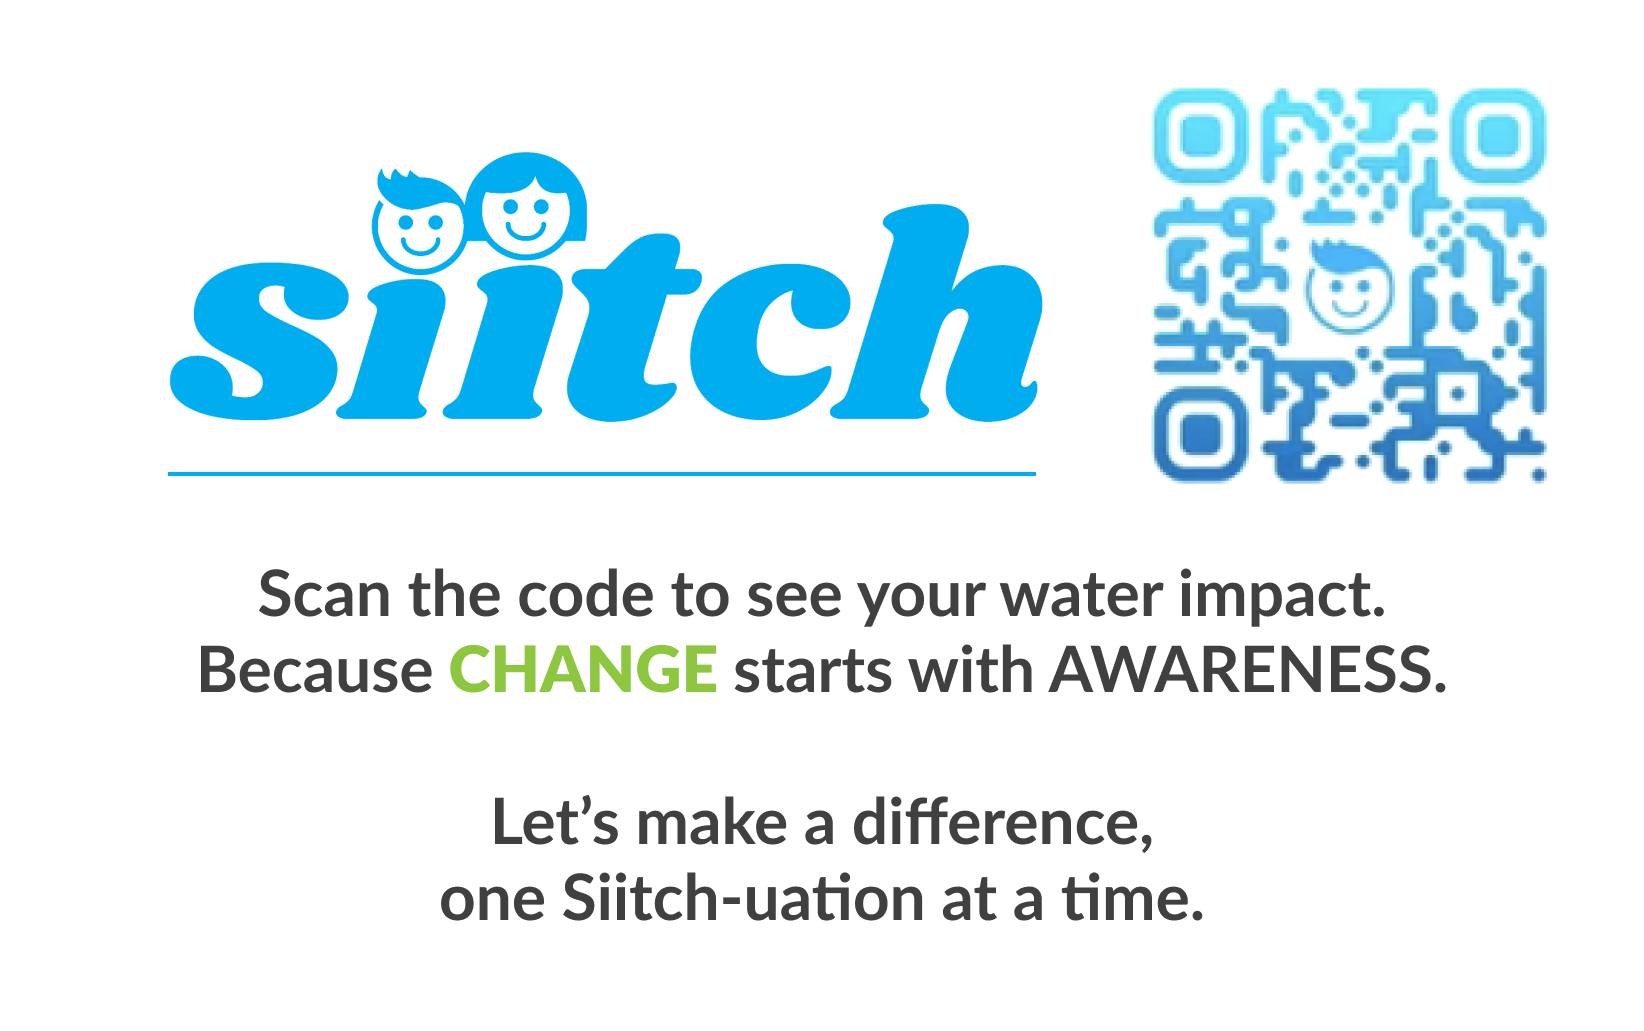 siitch
Scan the code to see your water impact.
Because CHANGE starts with AWARENESS.
Let’s make a difference,
one Siitch-uation at a time.